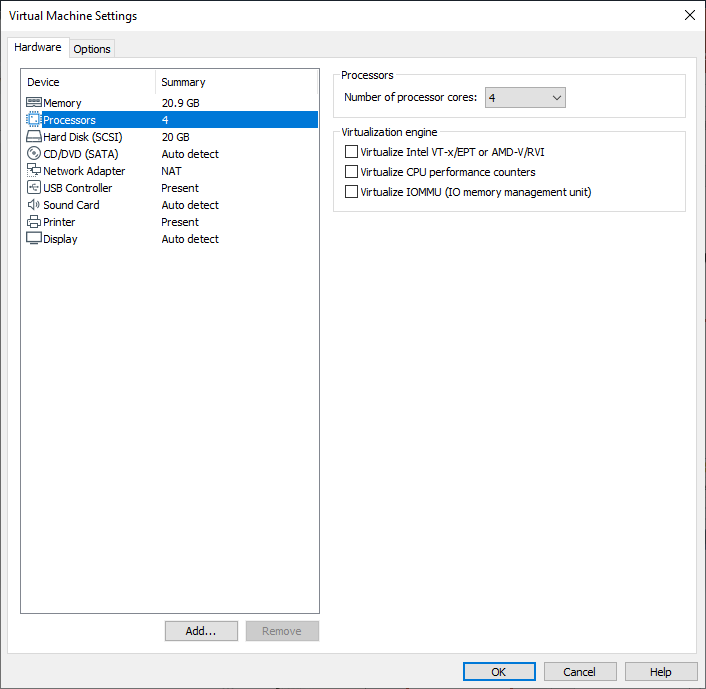 Virtual Machine Settings
Hardware Options
Device Summary
Memory 20.9 GB
Processors 4
Hard Disk (SCSI) 20 GB
CD/DVD (SATA) Auto detect
Network Adapter NAT
USB Controller Present
Sound Card Auto detect
Printer Present
Display Auto detect
Add... Remove
Processors
Number of processor cores: 4
Virtualization engine
Virtualize Intel VT-x/EPT or AMD-V/RVI
Virtualize CPU performance counters
Virtualize IOMMU (IO memory management unit)
OK Cancel Help